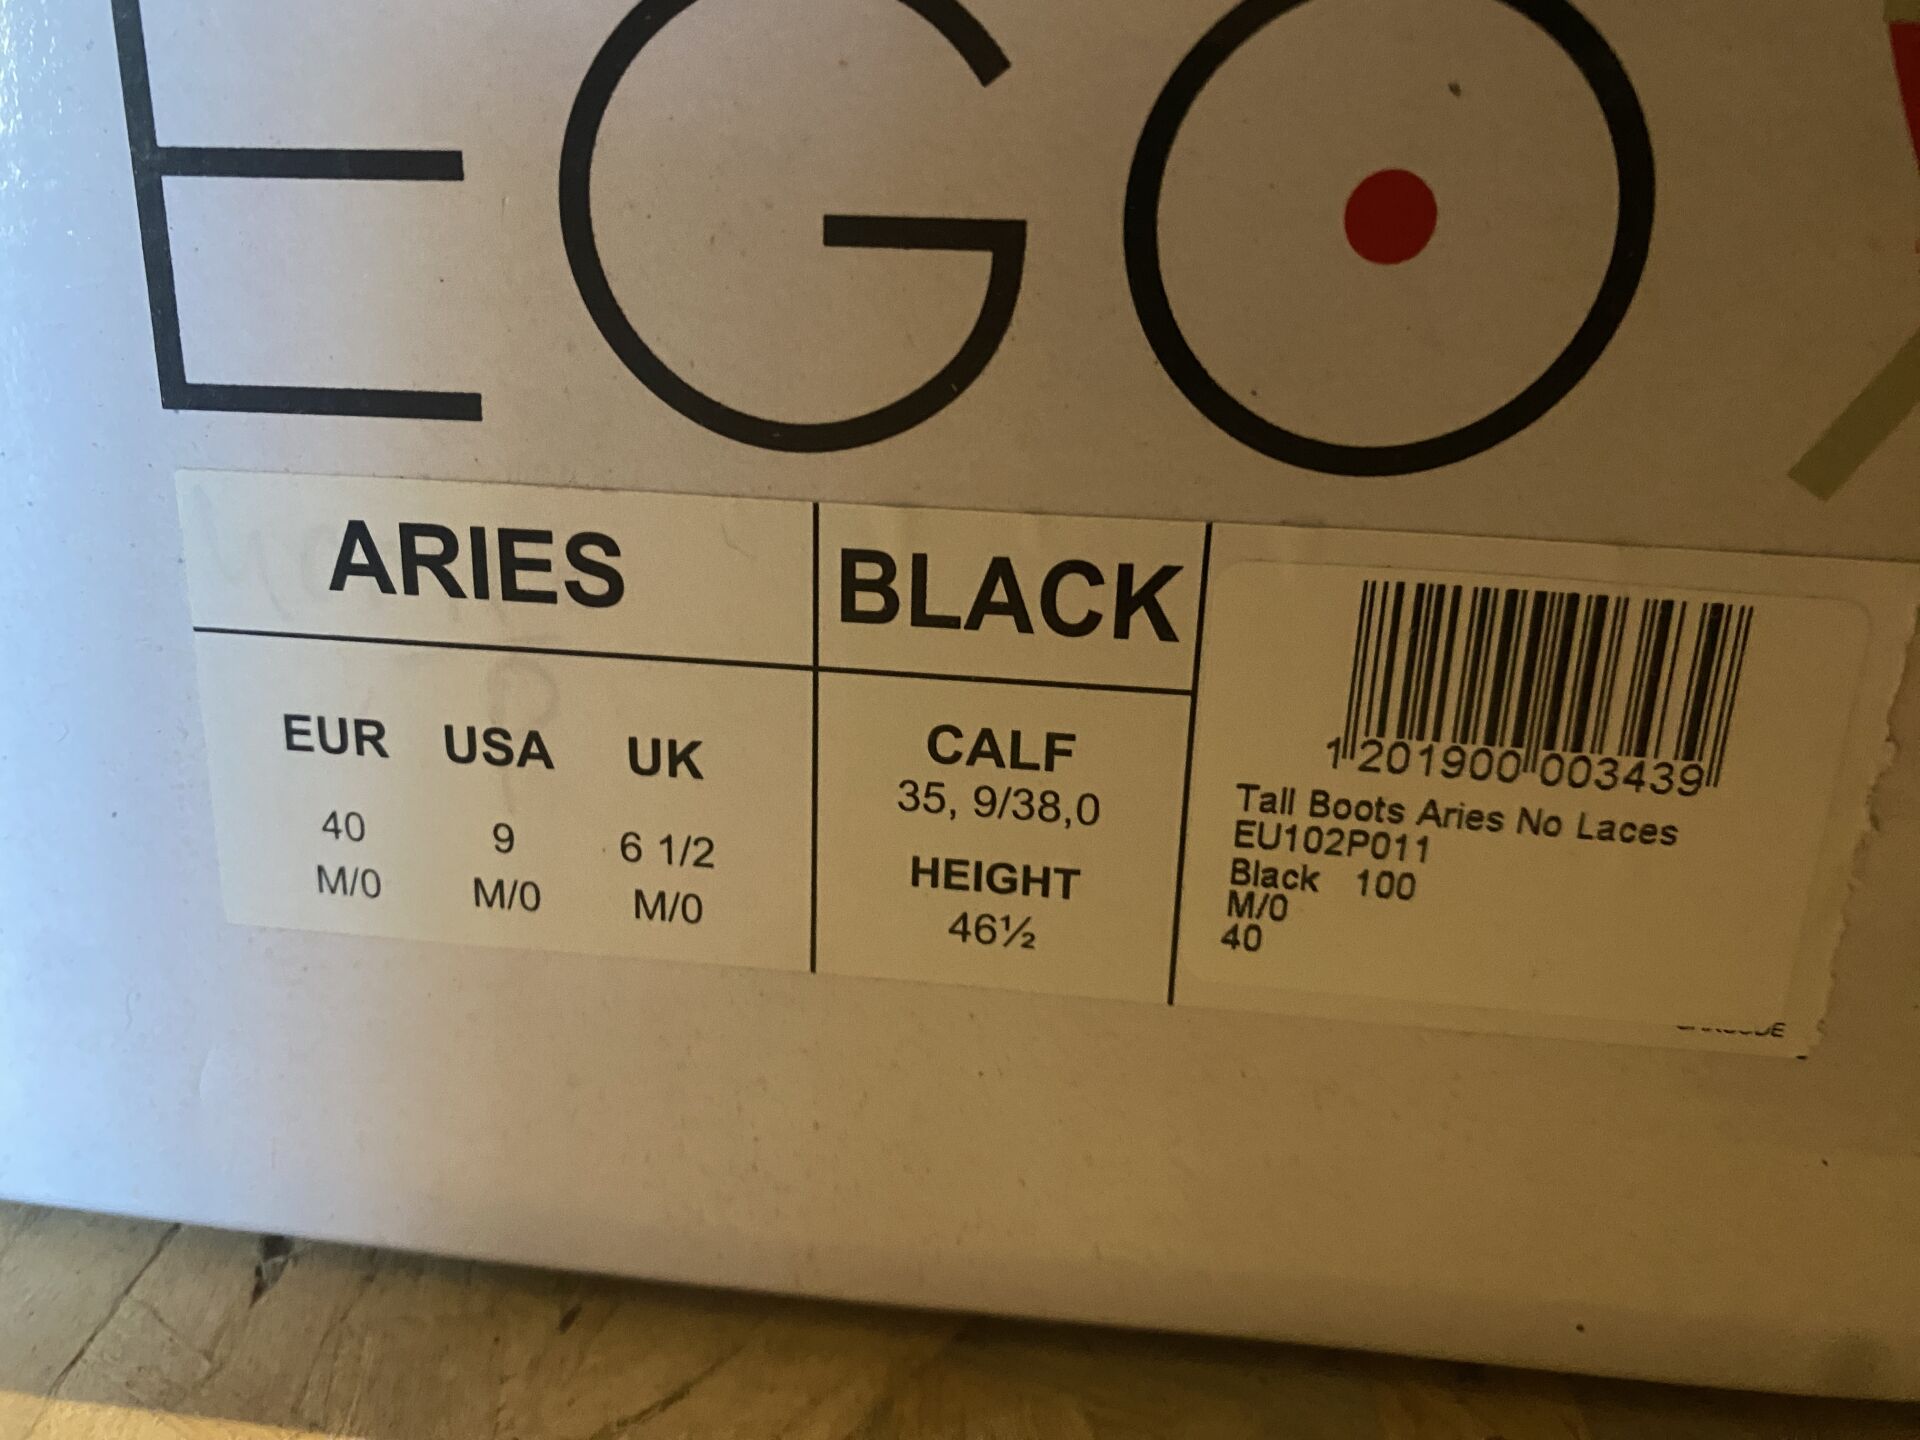 EGO
ARIES
BLACK
EUR USA UK
40 9 6 1/2
M/0 M/0 M/0
CALF
35, 9/38,0
HEIGHT
46½
1 201900 003439
Tall Boots Aries No Laces
EU102P011
Black 100
M/0
40